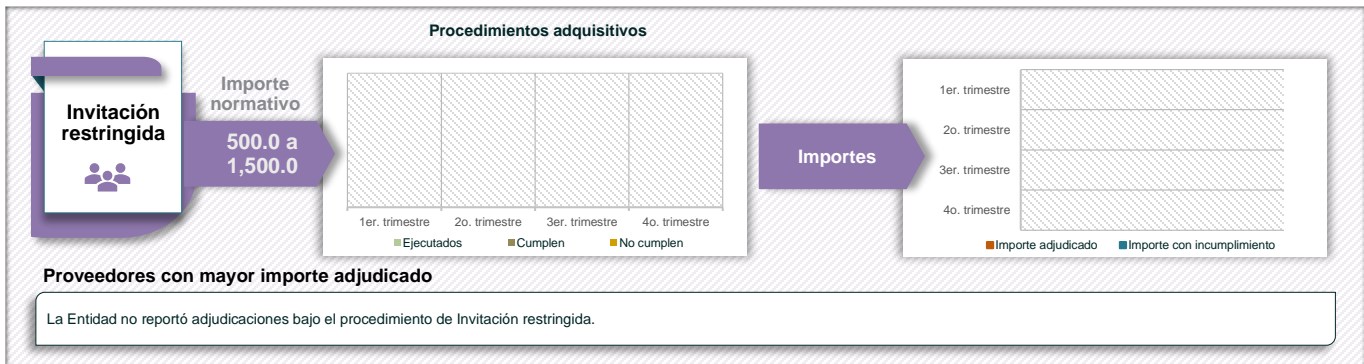 Procedimientos adquisitivos
Invitación
restringida
Importe
normativo
500.0 a
1,500.0
1er. trimestre 2o. trimestre 3er. trimestre 4o. trimestre
Ejecutados Cumplen No cumplen
Importes
1er. trimestre
2o. trimestre
3er. trimestre
4o. trimestre
Importe adjudicado Importe con incumplimiento
Proveedores con mayor importe adjudicado
La Entidad no reportó adjudicaciones bajo el procedimiento de Invitación restringida.